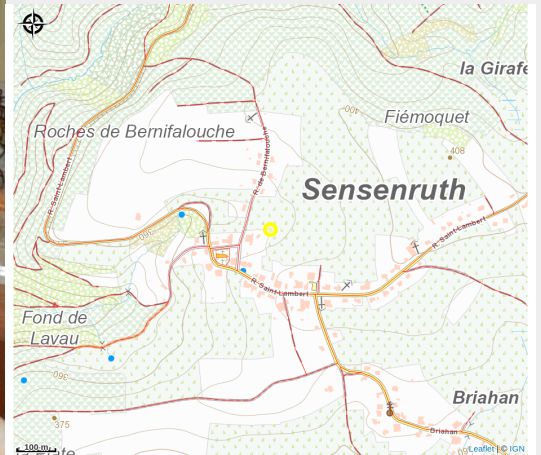 la Girafe
400
Fiémoquet
Roches de Bernifalouche
408
R. de Bernifalouche
Sensenruth
R. Saint-Lambert
R. Saint-Lambert
390
R. Saint-Lambert
Fond de
Lavau
390
Briahan
375
Briahan
100 m
Leaflet | © IGN